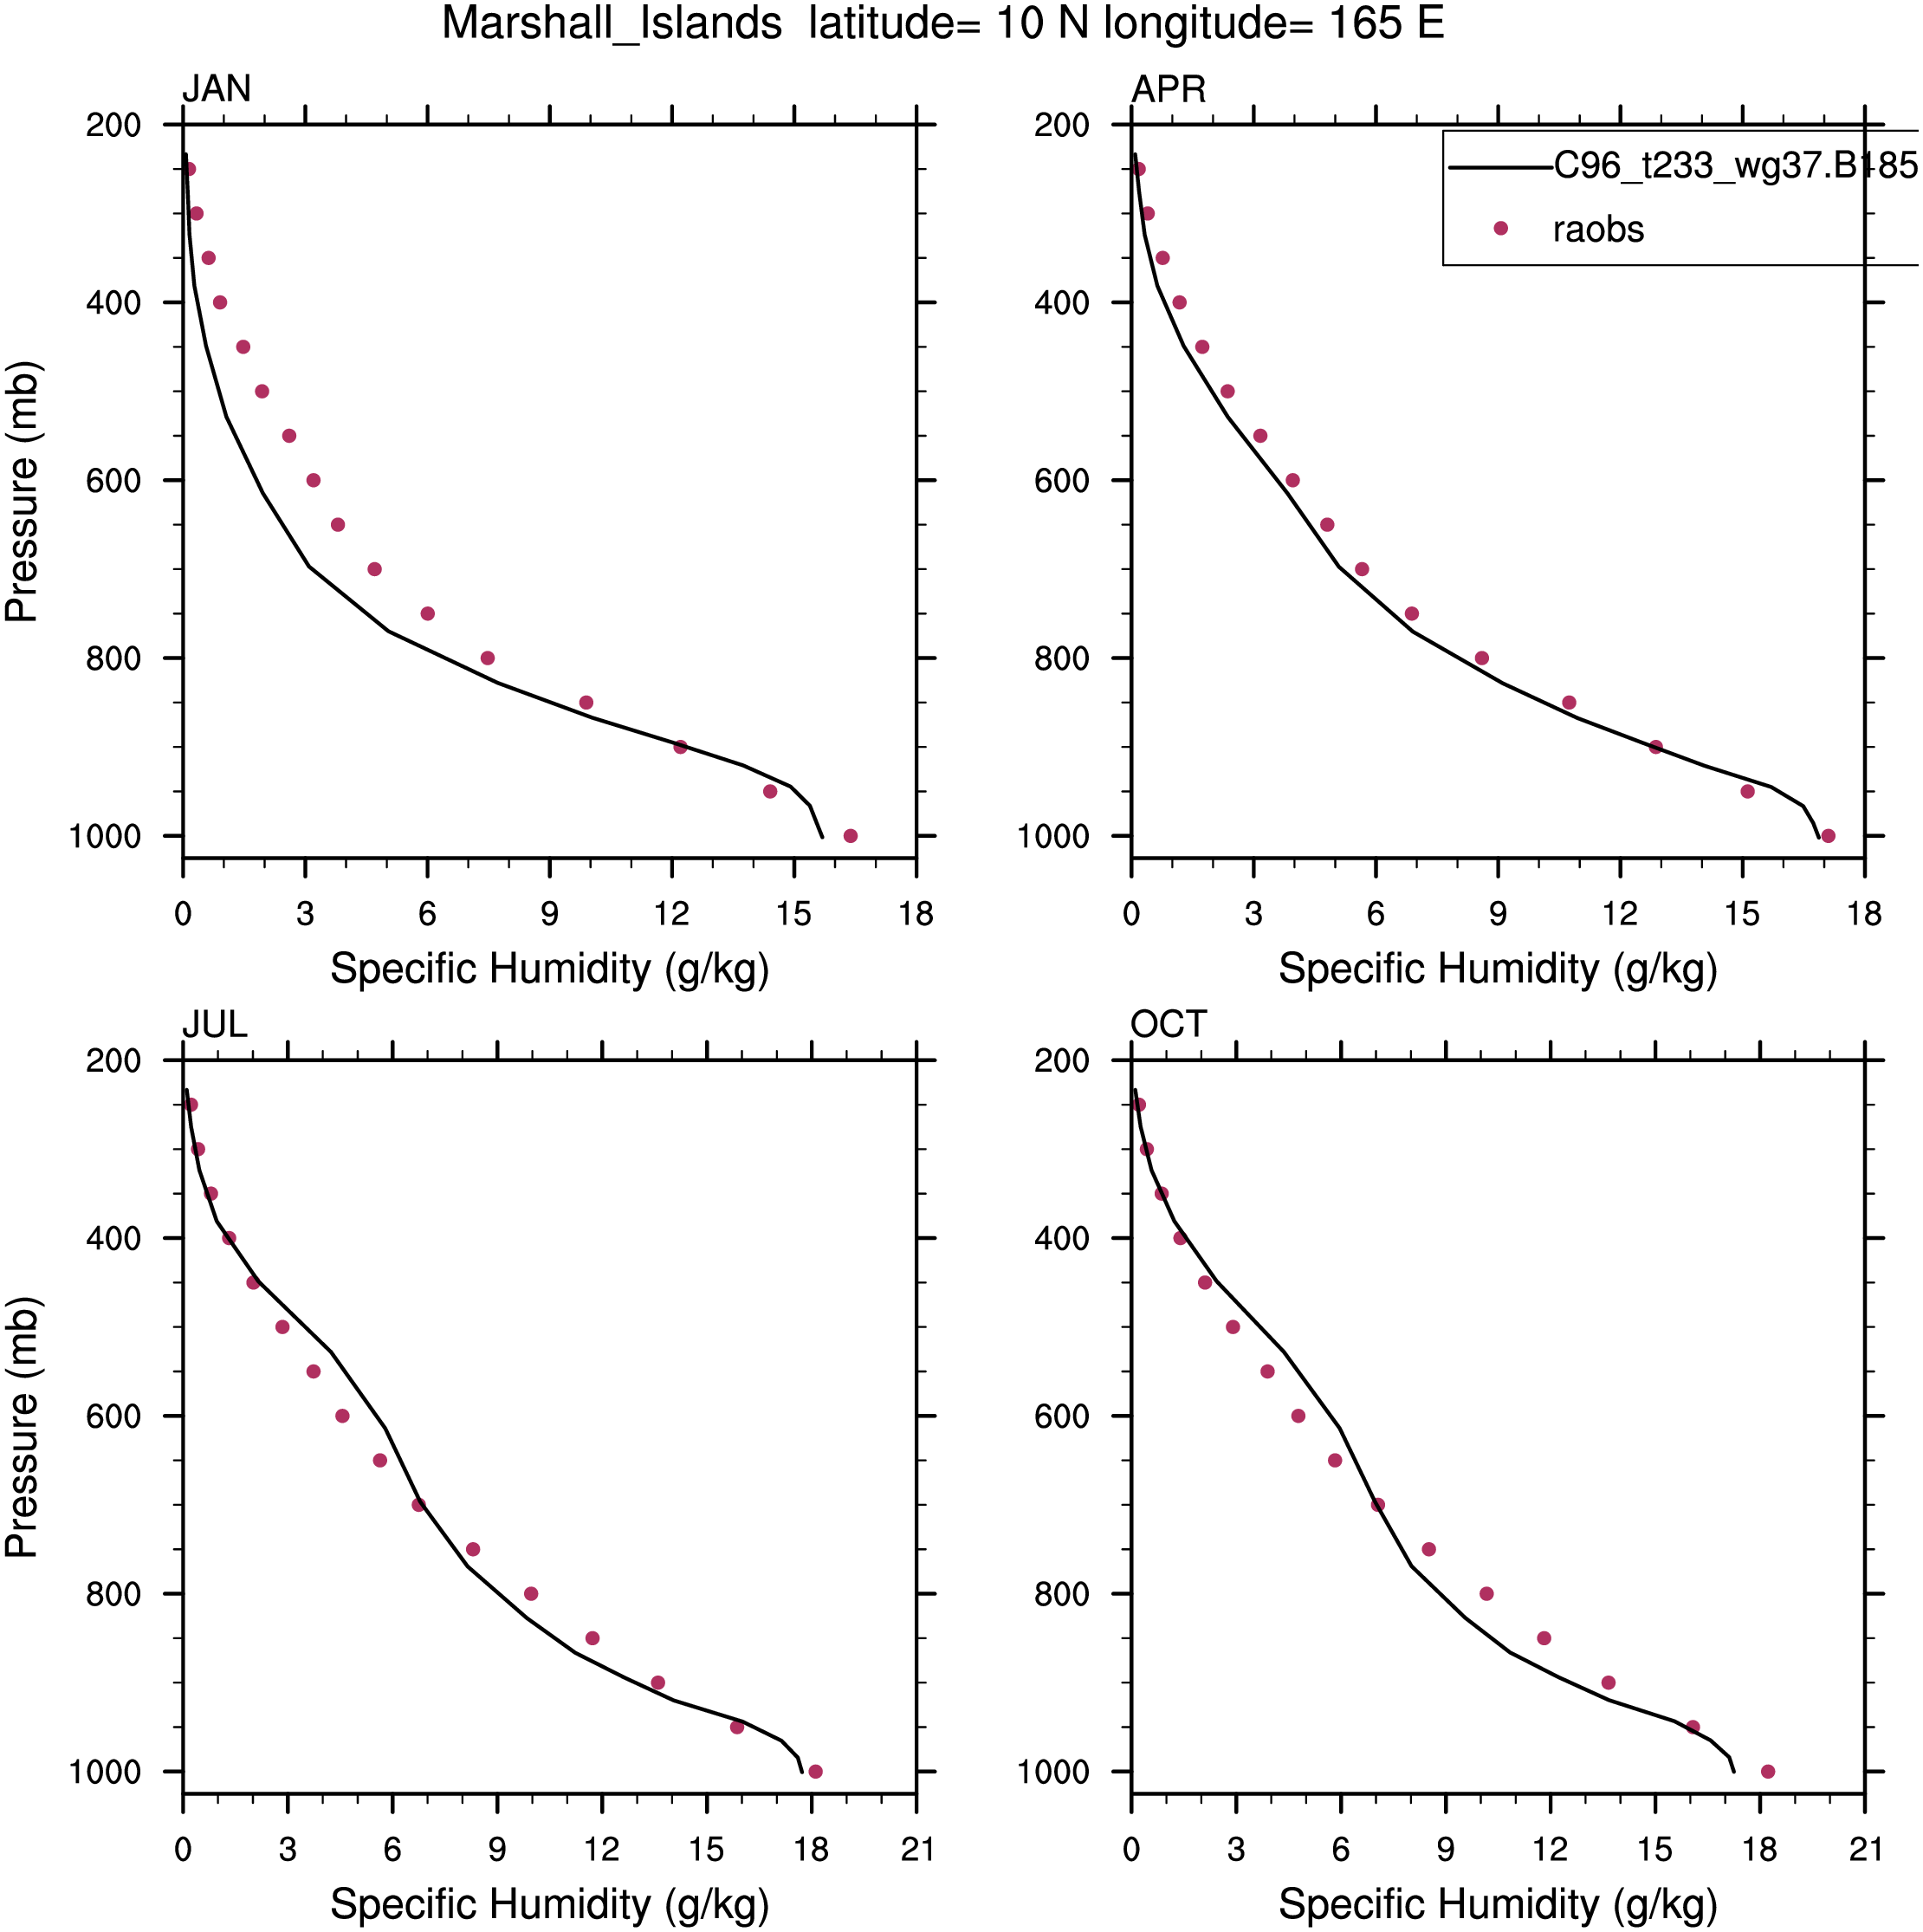 Marshall_Islands latitude= 10 N longitude= 165 E
JAN
200
400
600
800
1000
Pressure (mb)
0 3 6 9 12 15 18
Specific Humidity (g/kg)
APR
200
400
600
800
1000
C96_t233_wg37.B185
raobs
0 3 6 9 12 15 18
Specific Humidity (g/kg)
JUL
200
400
600
800
1000
Pressure (mb)
0 3 6 9 12 15 18 21
Specific Humidity (g/kg)
OCT
200
400
600
800
1000
0 3 6 9 12 15 18 21
Specific Humidity (g/kg)